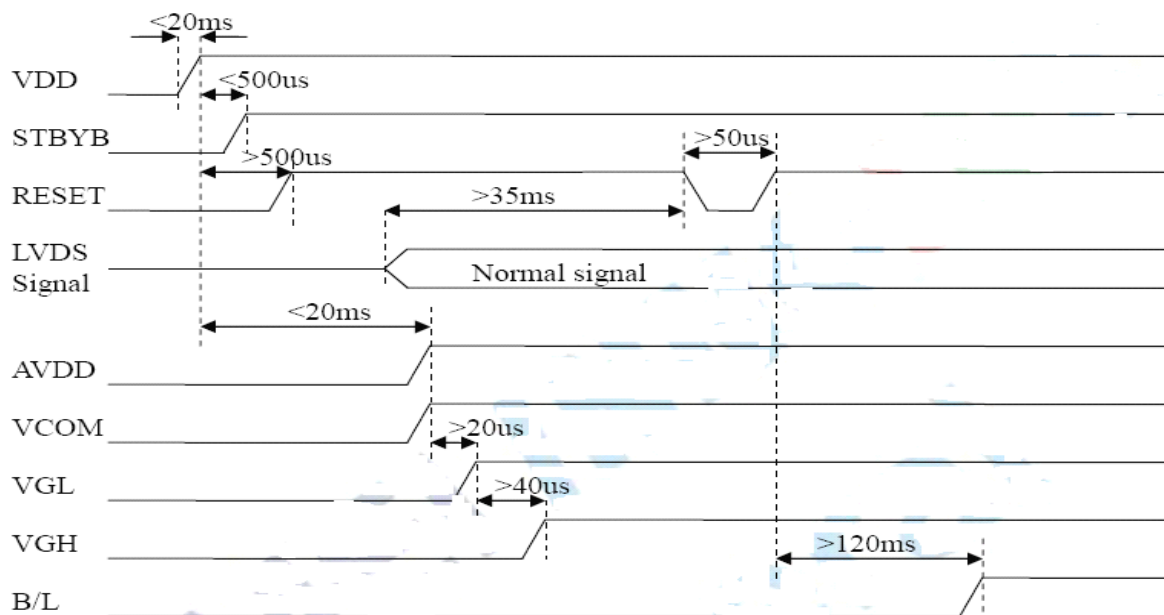 <20ms
VDD
<500us
STBYB
>500us
>50us
RESET
>35ms
LVDS
Signal
Normal signal
<20ms
AVDD
VCOM
>20us
VGL
>40us
VGH
>120ms
B/L